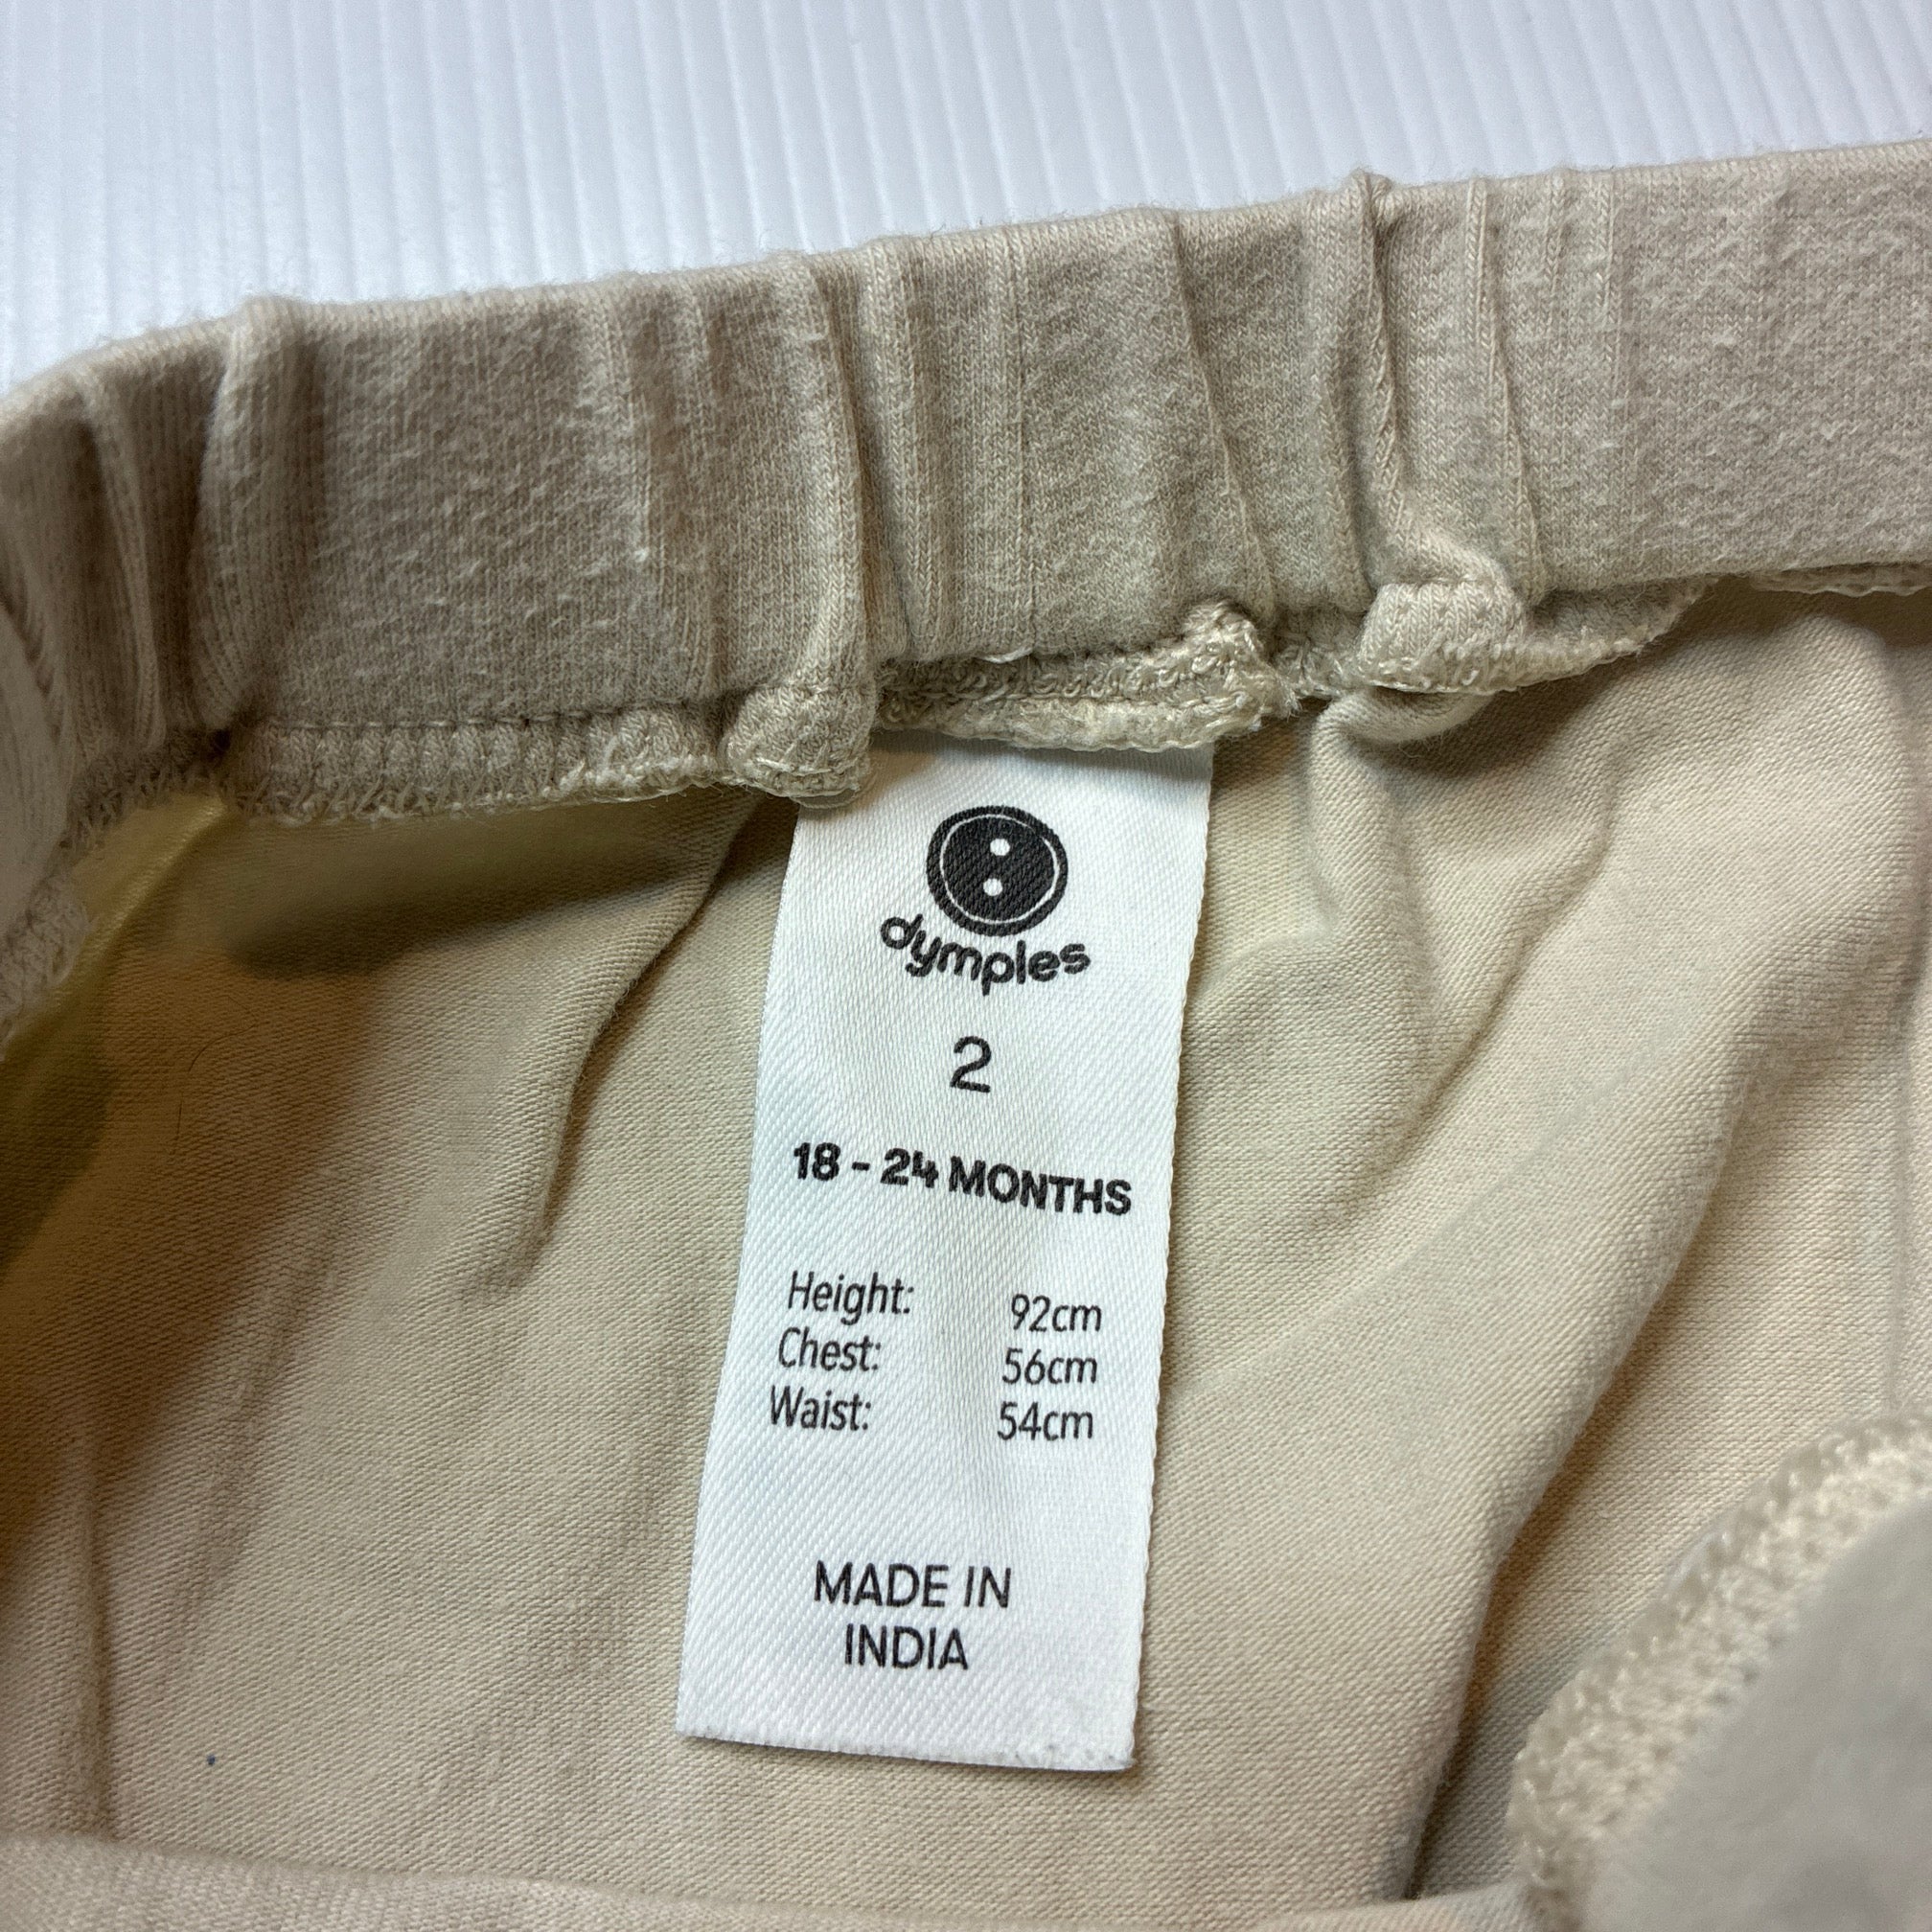 dymples
2
18 - 24 MONTHS
Height: 92cm
Chest: 56cm
Waist: 54cm
MADE IN
INDIA